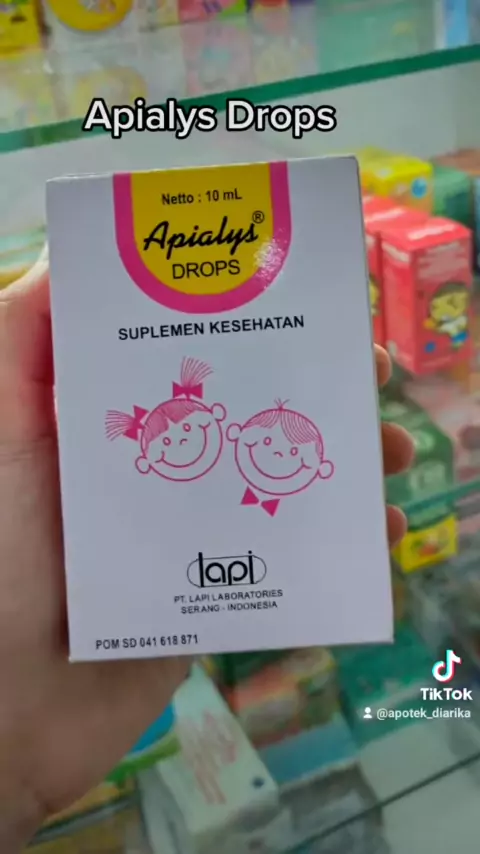 Apialys Drops
Netto : 10 mL
Apialys®
DROPS
SUPLEMEN KESEHATAN
lapi
PT. LAPI LABORATORIES
SERANG - INDONESIA
POM SD 041 618 871
TikTok
@apotek_diarika